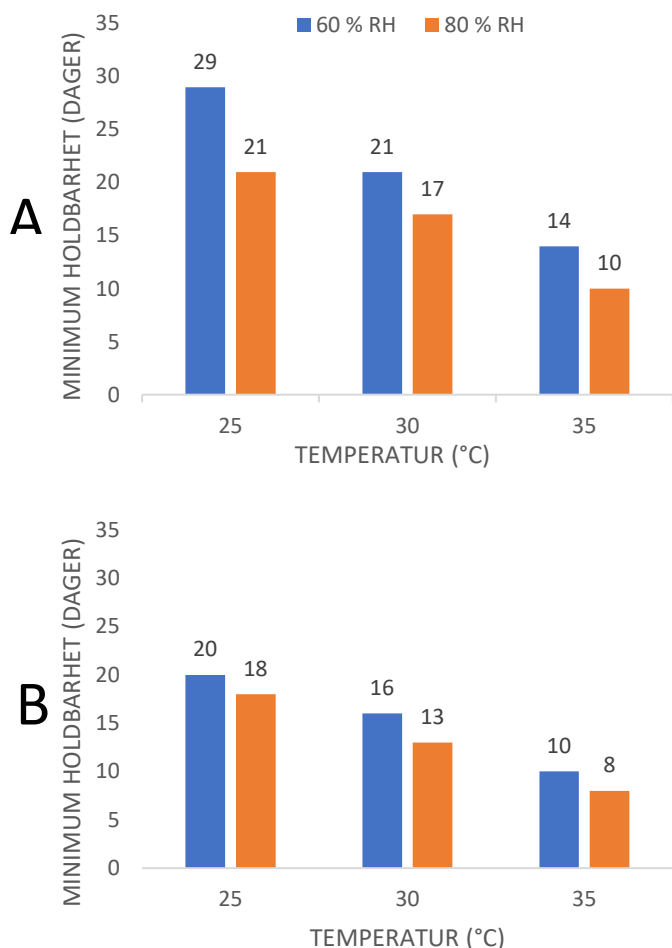 60 % RH 80 % RH
MINIMUM HOLDBARHET (DAGER)
35
30
25
20
15
10
5
0
29 21 21 17 14 10
A
25 30 35
TEMPERATUR (°C)
MINIMUM HOLDBARHET (DAGER)
35
30
25
20
15
10
5
0
20 18 16 13 10 8
B
25 30 35
TEMPERATUR (°C)